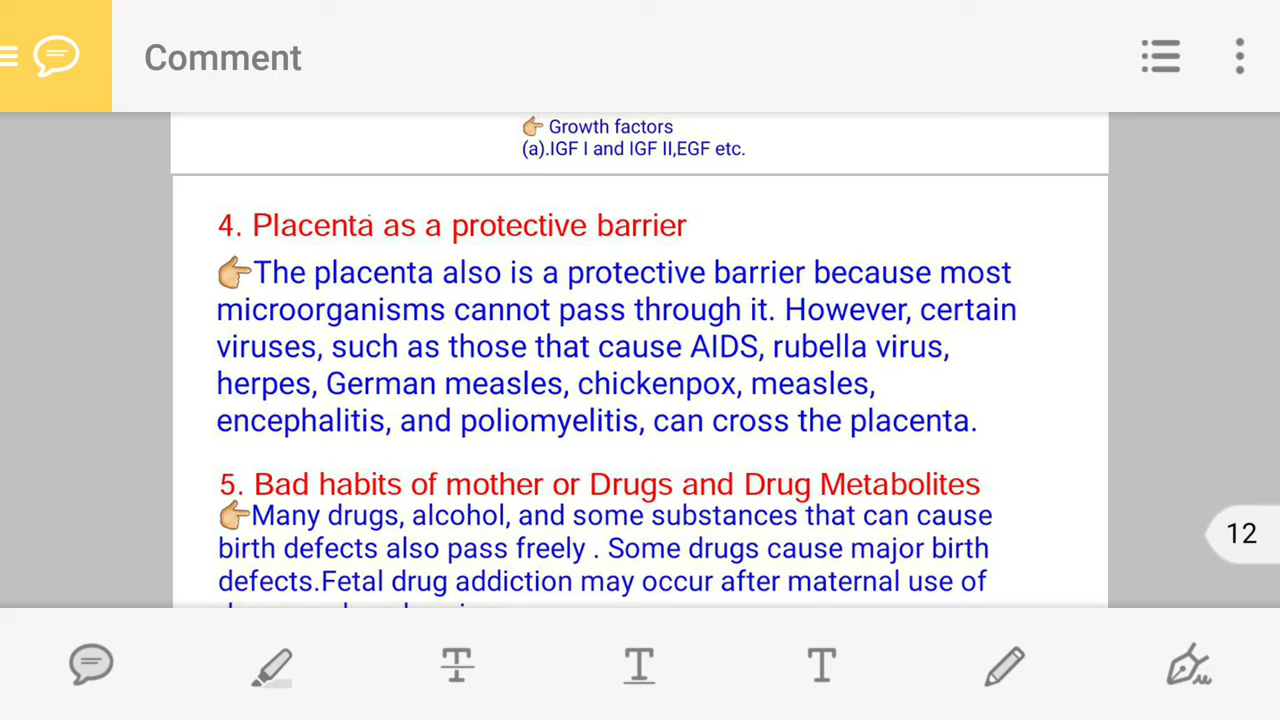 Comment
👉 Growth factors
(a).IGF I and IGF II,EGF etc.
4. Placenta as a protective barrier
👉The placenta also is a protective barrier because most
microorganisms cannot pass through it. However, certain
viruses, such as those that cause AIDS, rubella virus,
herpes, German measles, chickenpox, measles,
encephalitis, and poliomyelitis, can cross the placenta.
5. Bad habits of mother or Drugs and Drug Metabolites
👉Many drugs, alcohol, and some substances that can cause
birth defects also pass freely . Some drugs cause major birth
defects.Fetal drug addiction may occur after maternal use of
12